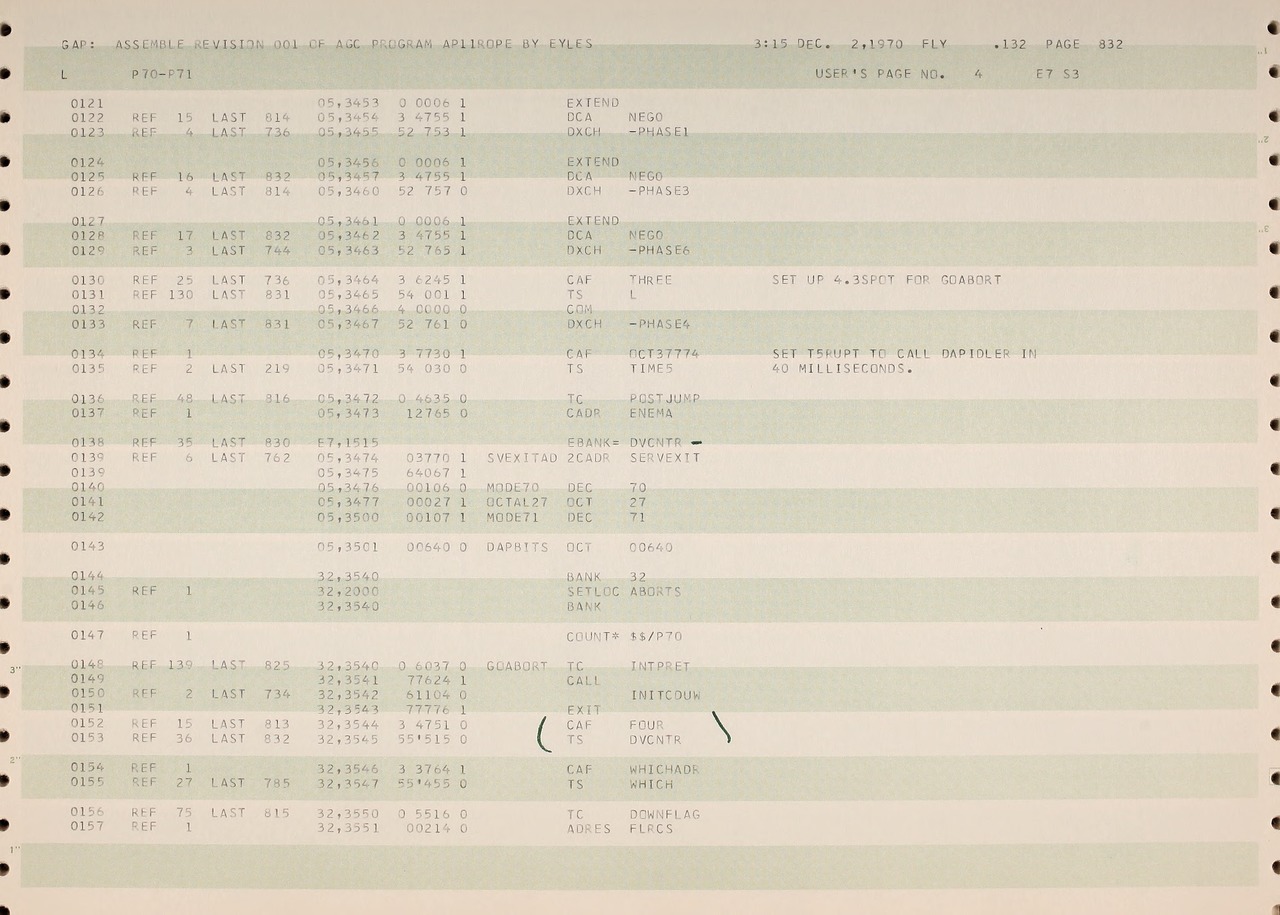 GAP: ASSEMBLE REVISION 001 OF AGC PROGRAM AP11ROPE BY EYLES 3:15 DEC. 2,1970 FLY .132 PAGE 832
L P70-P71 USER'S PAGE NO. 4 E7 S3
0121 05,3453 0 0006 1 EXTEND
0122 REF 15 LAST 814 05,3454 3 4755 1 DCA NEG0
0123 REF 4 LAST 736 05,3455 52 753 1 DXCH -PHASE1
0124 05,3456 0 0006 1 EXTEND
0125 REF 16 LAST 832 05,3457 3 4755 1 DCA NEG0
0126 REF 4 LAST 814 05,3460 52 757 0 DXCH -PHASE3
0127 05,3461 0 0006 1 EXTEND
0128 REF 17 LAST 832 05,3462 3 4755 1 DCA NEG0
0129 REF 3 LAST 744 05,3463 52 765 1 DXCH -PHASE6
0130 REF 25 LAST 736 05,3464 3 6245 1 CAF THREE SET UP 4.3SPOT FOR GOABORT
0131 REF 130 LAST 831 05,3465 54 001 1 TS L
0132 05,3466 4 0000 0 COM
0133 REF 7 LAST 831 05,3467 52 761 0 DXCH -PHASE4
0134 REF 1 05,3470 3 7730 1 CAF OCT37774 SET T5RUPT TO CALL DAPIDLER IN
0135 REF 2 LAST 219 05,3471 54 030 0 TS TIME5 40 MILLISECONDS.
0136 REF 48 LAST 816 05,3472 0 4635 0 TC POSTJUMP
0137 REF 1 05,3473 12765 0 CADR ENEMA
0138 REF 35 LAST 830 E7,1515 EBANK= DVCNTR
0139 REF 6 LAST 762 05,3474 03770 1 SVEXITAD 2CADR SERVEXIT
0139 05,3475 64067 1
0140 05,3476 00106 0 MODE70 DEC 70
0141 05,3477 00027 1 OCTAL27 OCT 27
0142 05,3500 00107 1 MODE71 DEC 71
0143 05,3501 00640 0 DAPBITS OCT 00640
0144 32,3540 BANK 32
0145 REF 1 32,2000 SETLOC ABORTS
0146 32,3540 BANK
0147 REF 1 COUNT* $$/P70
0148 REF 139 LAST 825 32,3540 0 6037 0 GOABORT TC INTPRET
0149 32,3541 77624 1 CALL
0150 REF 2 LAST 734 32,3542 61104 0 INITCDUW
0151 32,3543 77776 1 EXIT
0152 REF 15 LAST 813 32,3544 3 4751 0 CAF FOUR
0153 REF 36 LAST 832 32,3545 55'515 0 TS DVCNTR
0154 REF 1 32,3546 3 3764 1 CAF WHICHADR
0155 REF 27 LAST 785 32,3547 55'455 0 TS WHICH
0156 REF 75 LAST 815 32,3550 0 5516 0 TC DOWNFLAG
0157 REF 1 32,3551 00214 0 ADRES FLRCS
3"
2"
1"